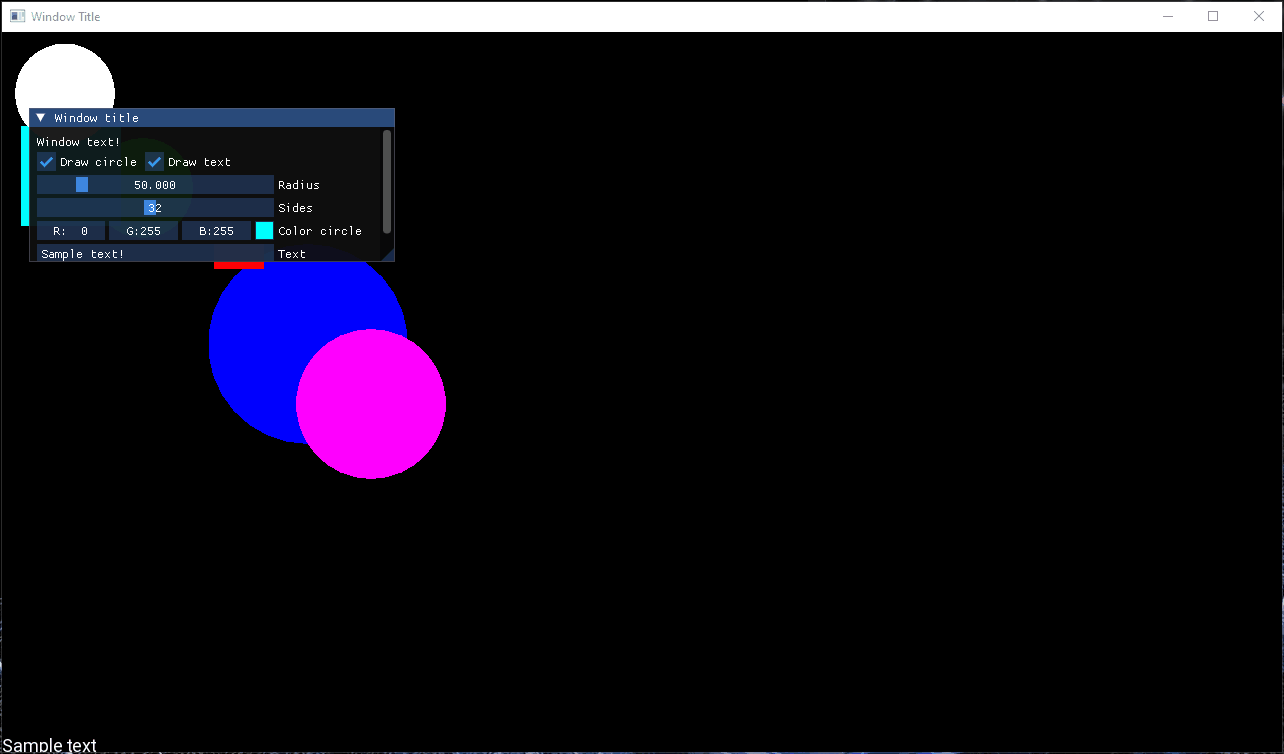 Window Title
Window title
Window text!
Draw circle Draw text
50.000 Radius
32 Sides
R: 0 G:255 B:255 Color circle
Sample text! Text
Sample text